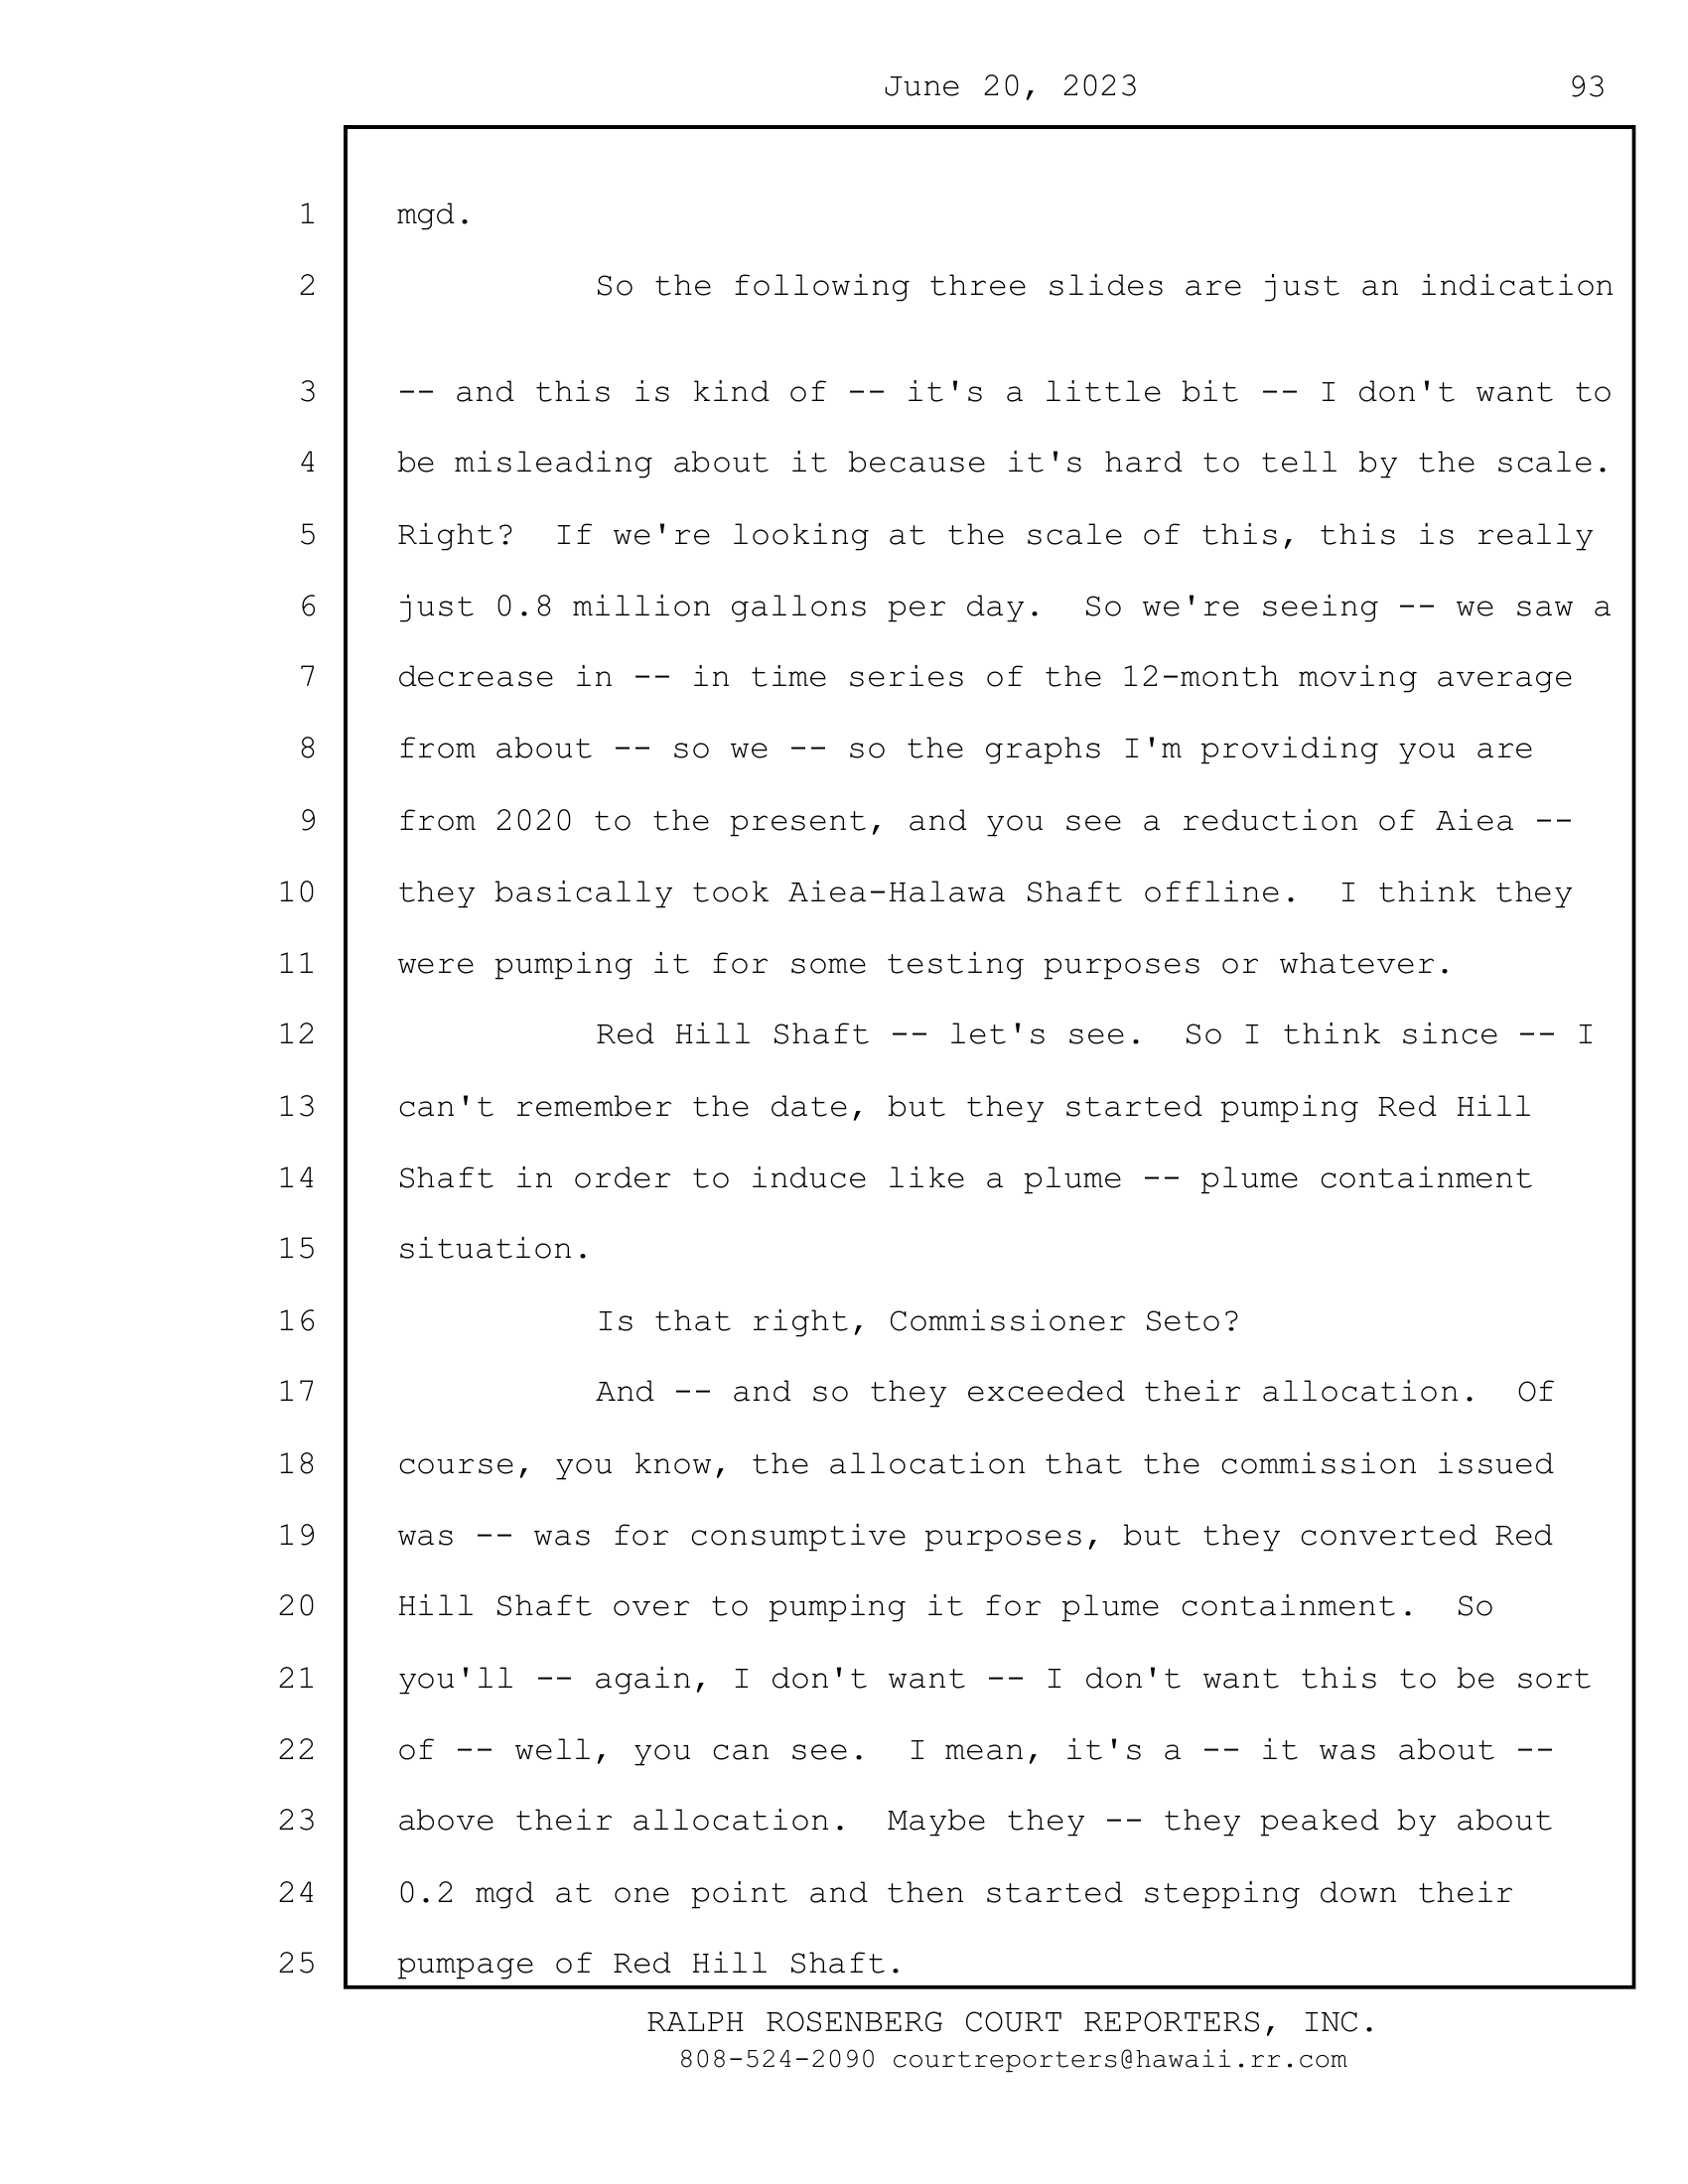 June 20, 2023 93
1 mgd.
2 So the following three slides are just an indication
3 -- and this is kind of -- it's a little bit -- I don't want to
4 be misleading about it because it's hard to tell by the scale.
5 Right? If we're looking at the scale of this, this is really
6 just 0.8 million gallons per day. So we're seeing -- we saw a
7 decrease in -- in time series of the 12-month moving average
8 from about -- so we -- so the graphs I'm providing you are
9 from 2020 to the present, and you see a reduction of Aiea --
10 they basically took Aiea-Halawa Shaft offline. I think they
11 were pumping it for some testing purposes or whatever.
12 Red Hill Shaft -- let's see. So I think since -- I
13 can't remember the date, but they started pumping Red Hill
14 Shaft in order to induce like a plume -- plume containment
15 situation.
16 Is that right, Commissioner Seto?
17 And -- and so they exceeded their allocation. Of
18 course, you know, the allocation that the commission issued
19 was -- was for consumptive purposes, but they converted Red
20 Hill Shaft over to pumping it for plume containment. So
21 you'll -- again, I don't want -- I don't want this to be sort
22 of -- well, you can see. I mean, it's a -- it was about --
23 above their allocation. Maybe they -- they peaked by about
24 0.2 mgd at one point and then started stepping down their
25 pumpage of Red Hill Shaft.
RALPH ROSENBERG COURT REPORTERS, INC.
808-524-2090 courtreporters@hawaii.rr.com